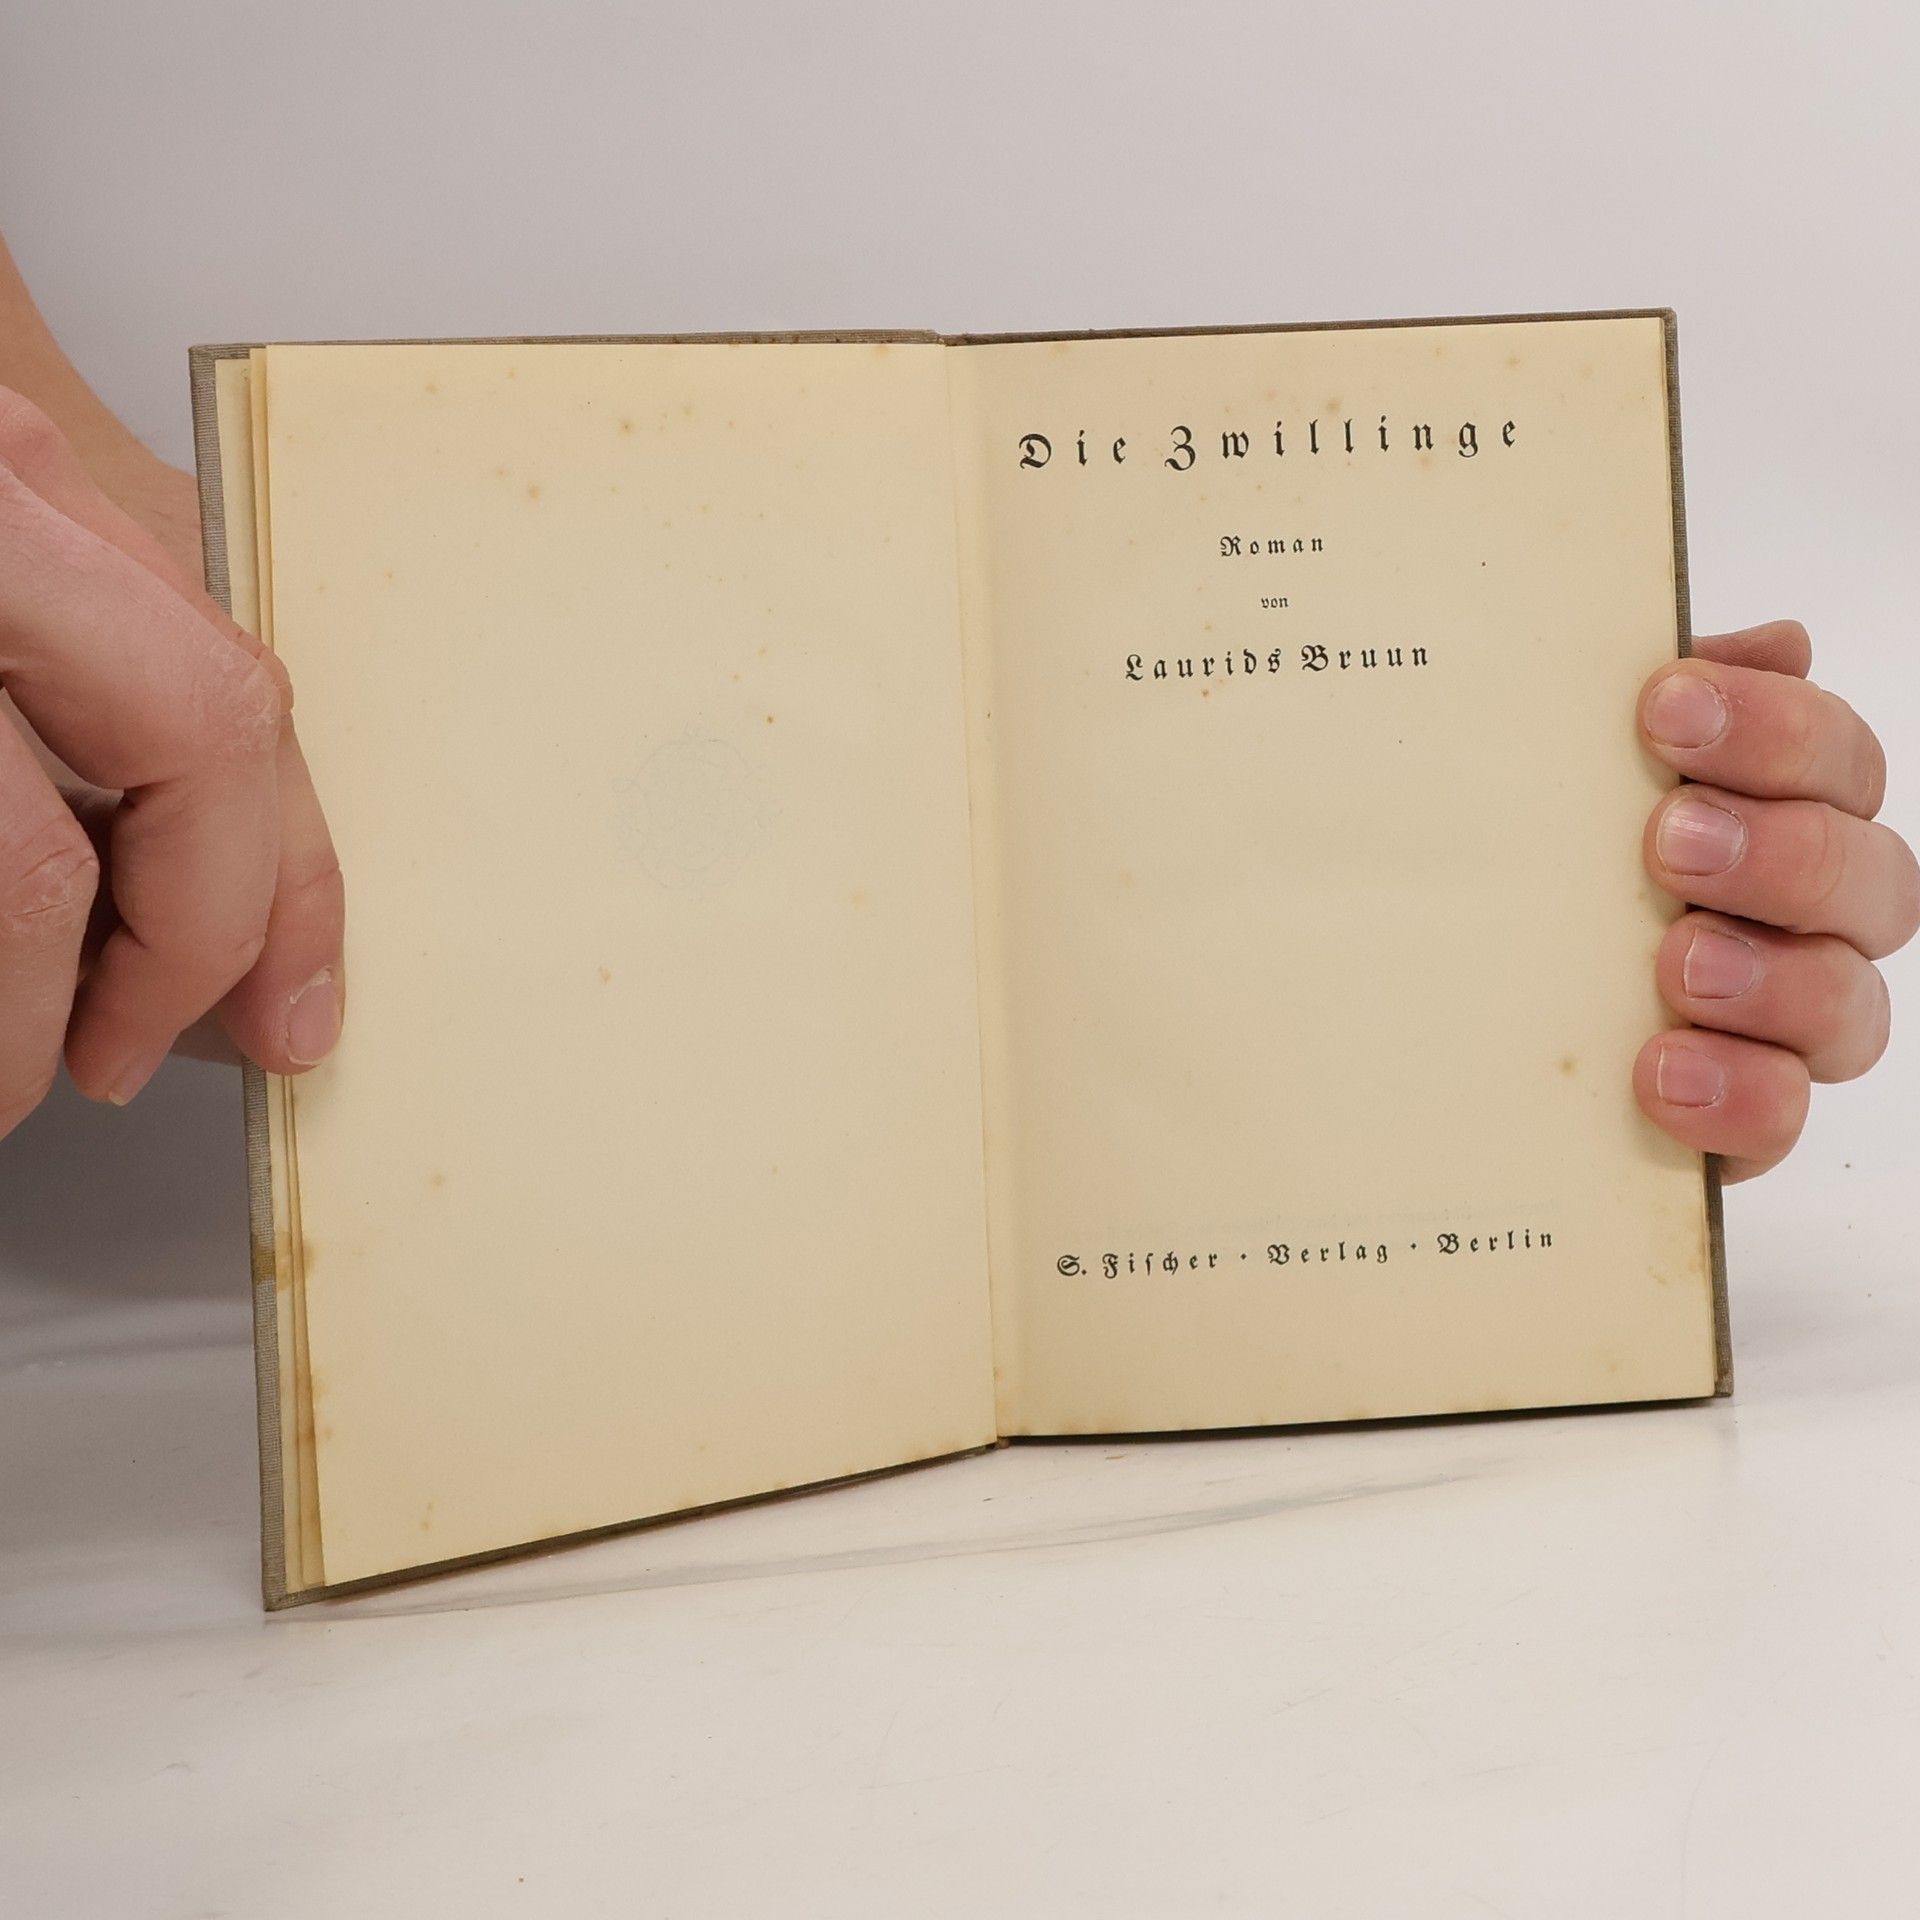 Die Zwillinge
Roman
von
Laurids Bruun
S. Fiſcher · Verlag · Berlin